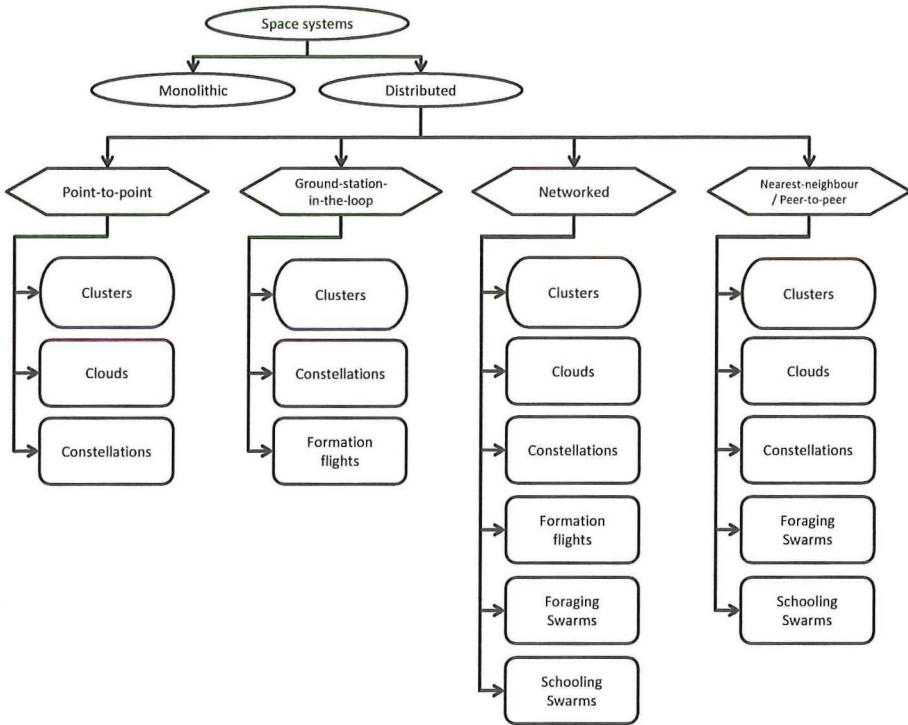 Space systems
Monolithic
Distributed
Point-to-point
Ground-station-
in-the-loop
Networked
Nearest-neighbour
/ Peer-to-peer
Clusters
Clouds
Constellations
Clusters
Constellations
Formation
flights
Clusters
Clouds
Constellations
Formation
flights
Foraging
Swarms
Schooling
Swarms
Clusters
Clouds
Constellations
Foraging
Swarms
Schooling
Swarms